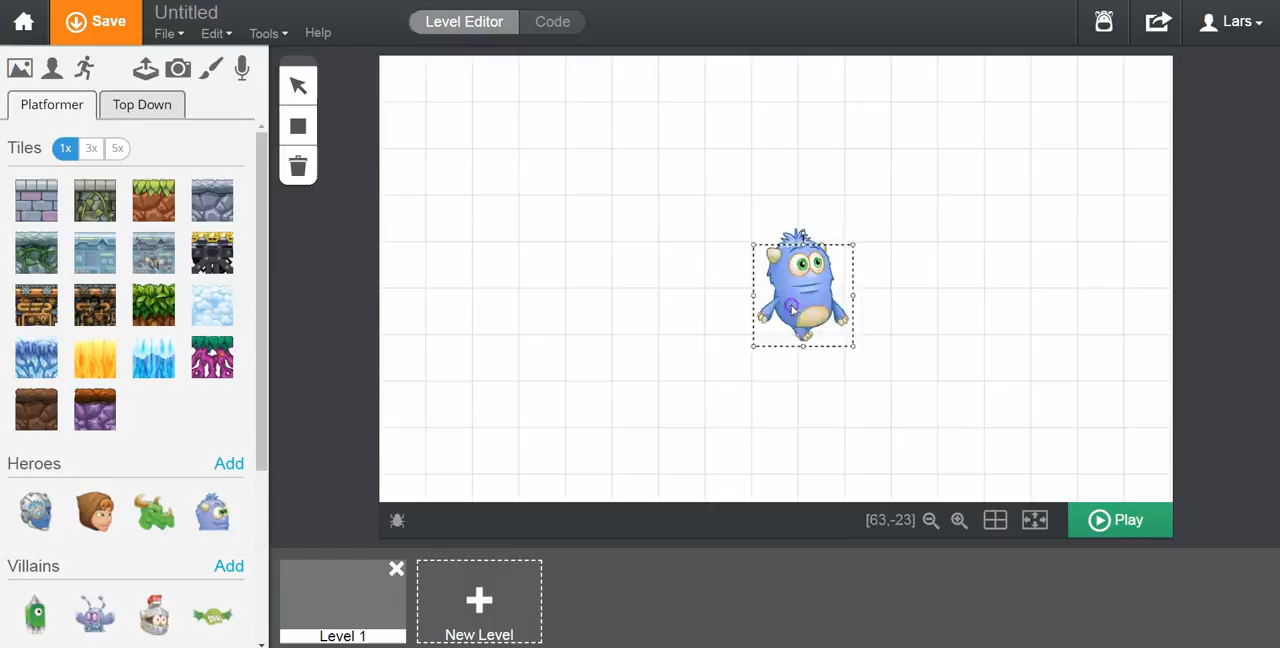 Save
Untitled
File
Edit
Tools
Help
Level Editor
Code
Lars
Platformer
Top Down
Tiles
1x
3x
5x
Heroes
Add
Villains
Add
[63,-23]
Play
Level 1
New Level